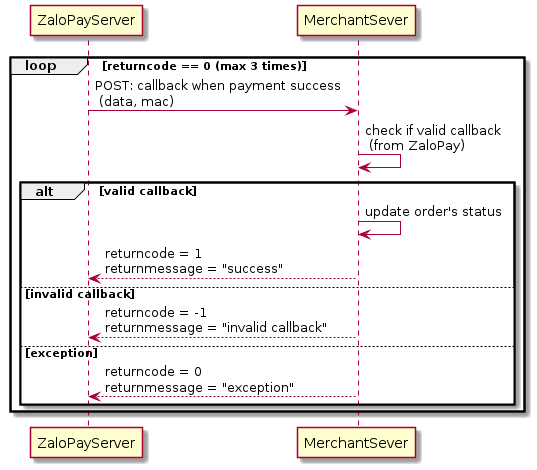 ZaloPayServer MerchantSever
loop [returncode == 0 (max 3 times)]
POST: callback when payment success
(data, mac)
check if valid callback
(from ZaloPay)
alt [valid callback]
update order's status
returncode = 1
returnmessage = "success"
[invalid callback]
returncode = -1
returnmessage = "invalid callback"
[exception]
returncode = 0
returnmessage = "exception"
ZaloPayServer MerchantSever